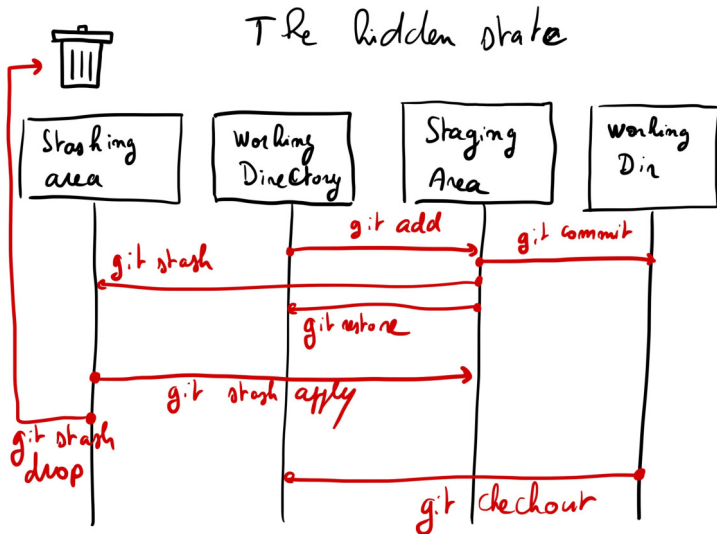 The hidden state
Stashing
area
Working
Directory
Staging
Area
Working
Dir
git add
git commit
git stash
git restore
git stash apply
git stash
drop
git checkout